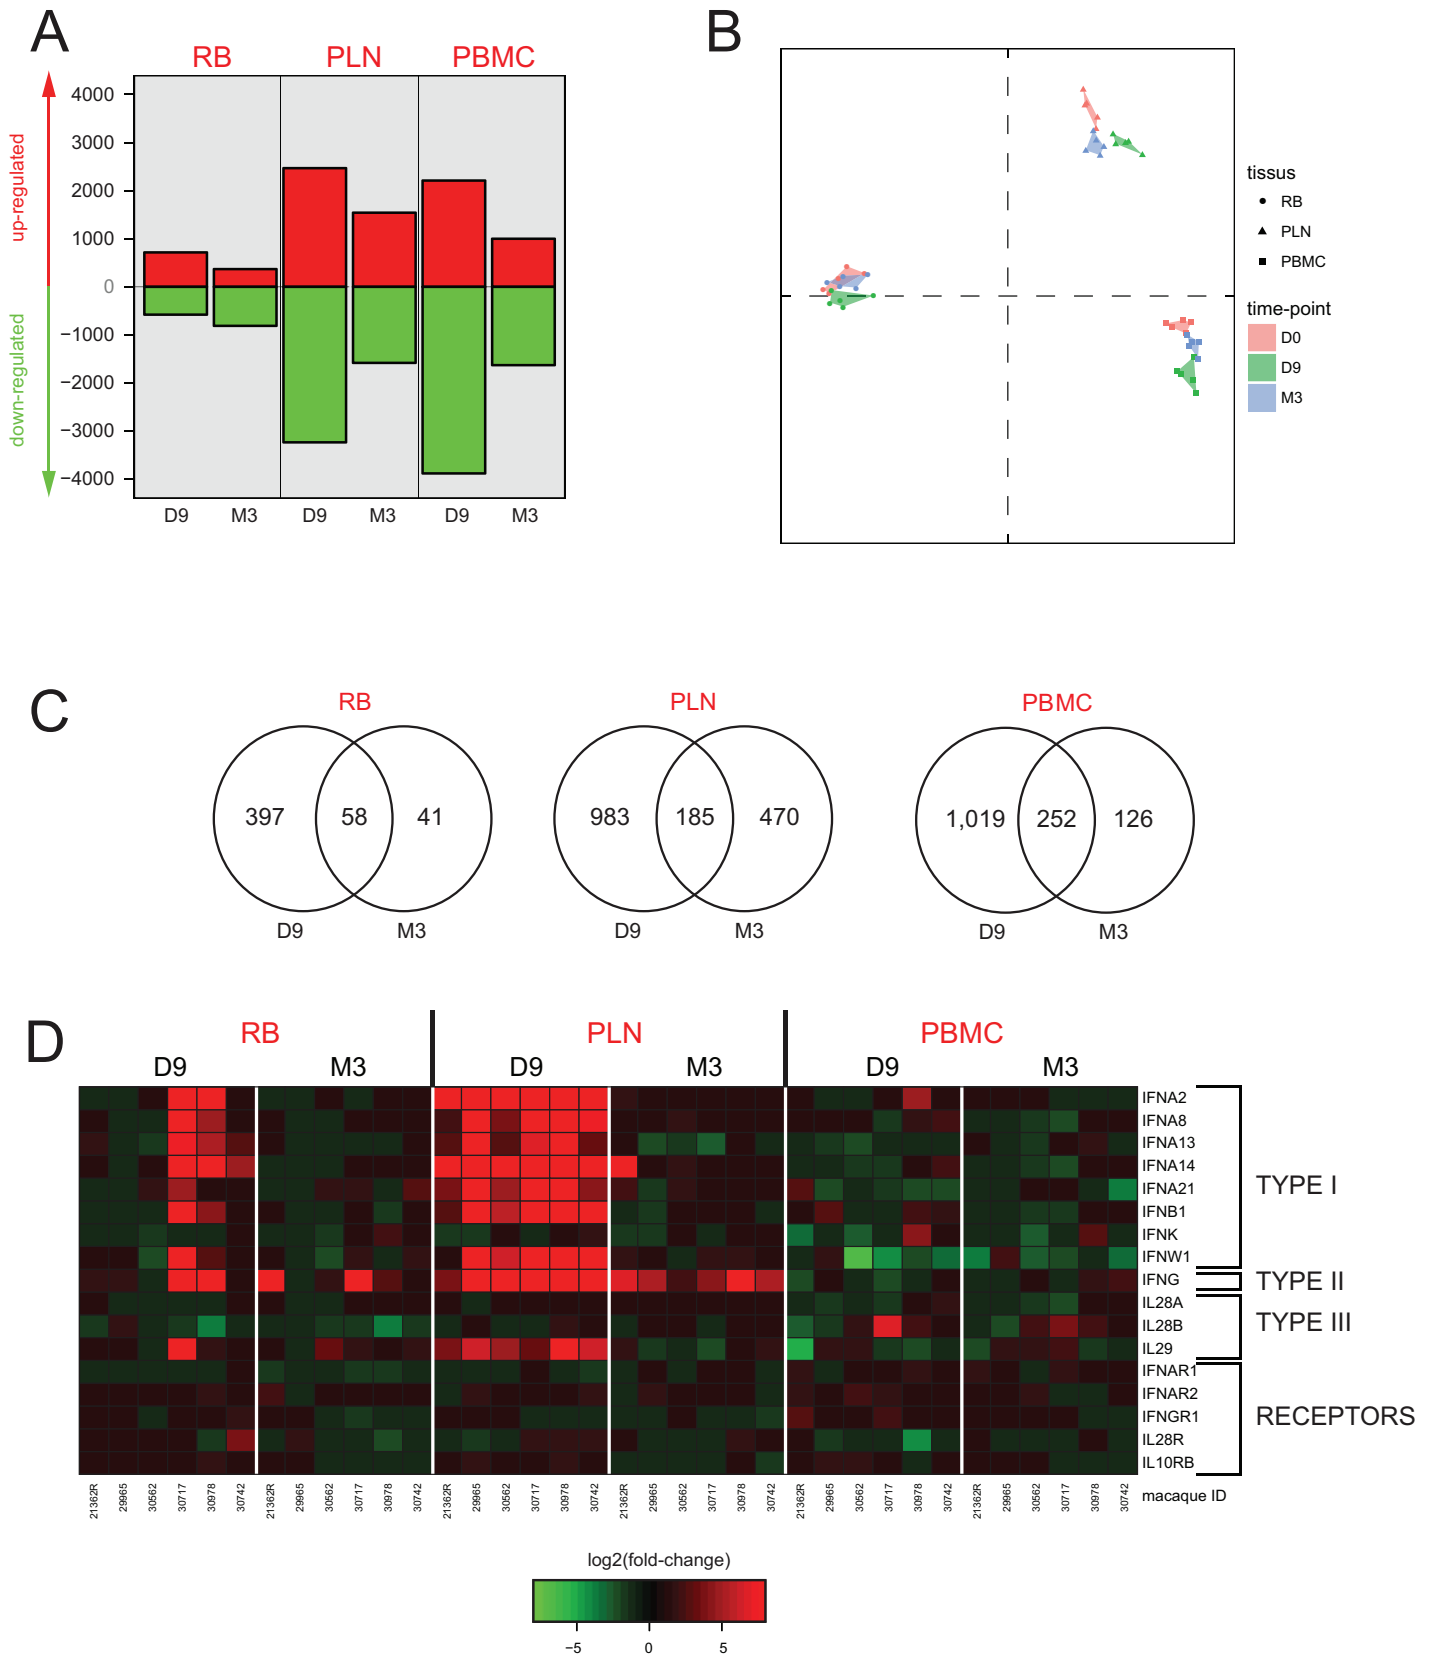 A
RB PLN PBMC
up-regulated
down-regulated
4000
3000
2000
1000
0
−1000
−2000
−3000
−4000
D9 M3 D9 M3 D9 M3
B
tissus
RB
PLN
PBMC
time-point
D0
D9
M3
C
RB PLN PBMC
397 58 41 983 185 470 1,019 252 126
D9 M3 D9 M3 D9 M3
D
RB PLN PBMC
D9 M3 D9 M3 D9 M3
IFNA2
IFNA8
IFNA13
IFNA14
IFNA21
IFNB1
IFNK
IFNW1
IFNG
IL28A
IL28B
IL29
IFNAR1
IFNAR2
IFNGR1
IL28R
IL10RB
TYPE I
TYPE II
TYPE III
RECEPTORS
21362R 29965 30562 30717 30978 30742 21362R 29965 30562 30717 30978 30742 21362R 29965 30562 30717 30978 30742 21362R 29965 30562 30717 30978 30742 21362R 29965 30562 30717 30978 30742 21362R 29965 30562 30717 30978 30742 macaque ID
log2(fold-change)
−5 0 5